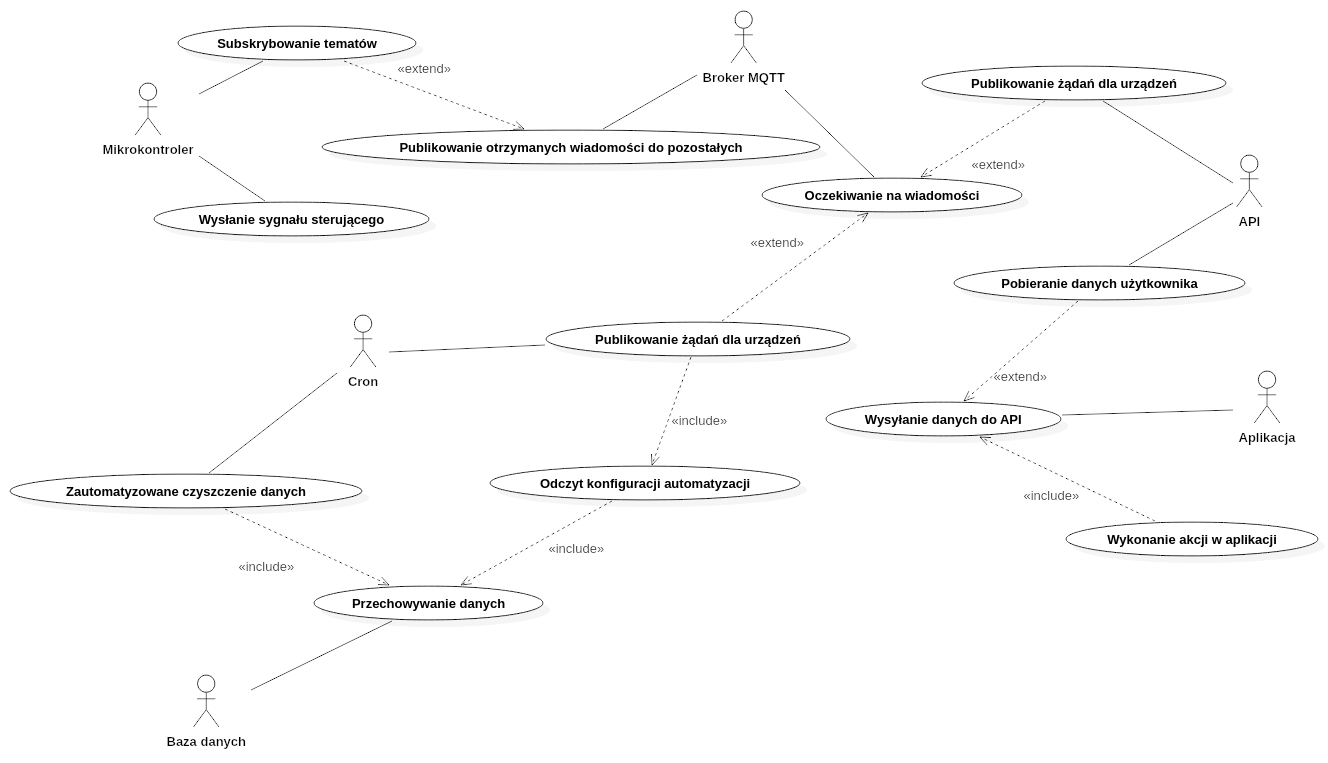 Subskrybowanie tematów
«extend»
Broker MQTT
Publikowanie żądań dla urządzeń
Mikrokontroler
Publikowanie otrzymanych wiadomości do pozostałych
«extend»
Oczekiwanie na wiadomości
API
Wysłanie sygnału sterującego
«extend»
Pobieranie danych użytkownika
Publikowanie żądań dla urządzeń
Cron
«extend»
Wysyłanie danych do API
Aplikacja
«include»
Zautomatyzowane czyszczenie danych
Odczyt konfiguracji automatyzacji
«include»
Wykonanie akcji w aplikacji
«include»
«include»
Przechowywanie danych
Baza danych